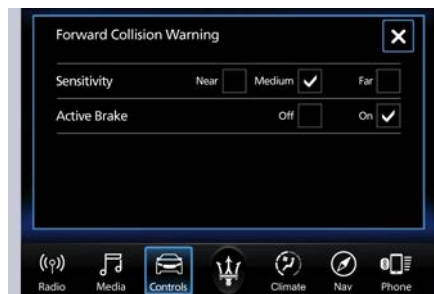 Forward Collision Warning
Sensitivity Near Medium Far
Active Brake Off On
Radio Media Controls Climate Nav Phone